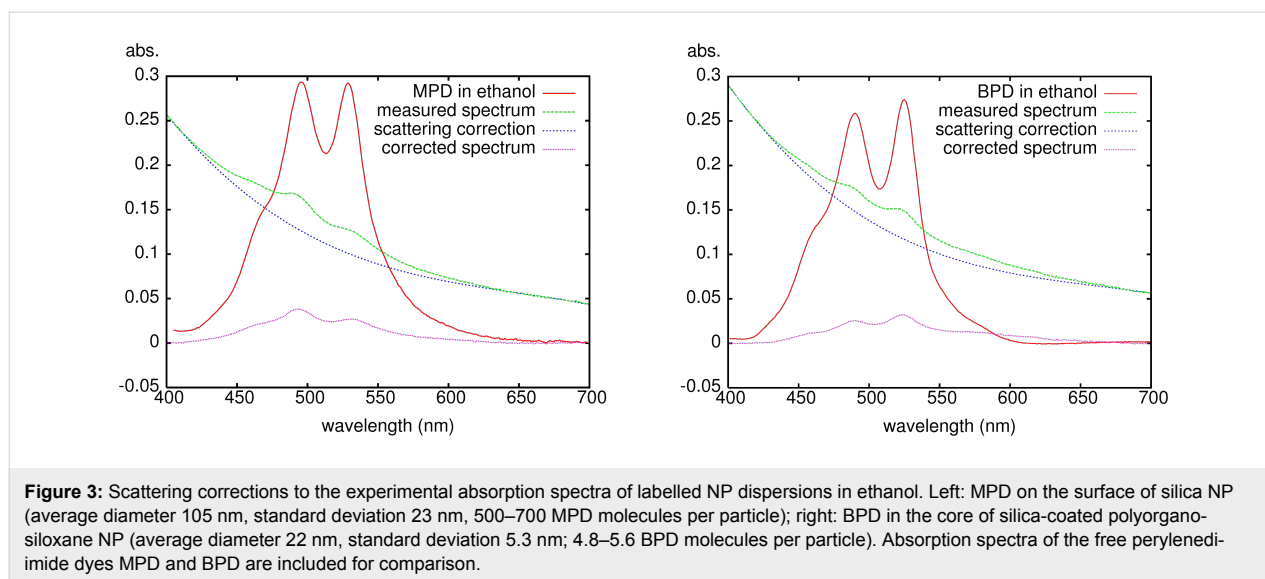 abs.
0.3
0.25
0.2
0.15
0.1
0.05
0
-0.05
400 450 500 550 600 650 700
wavelength (nm)
MPD in ethanol
measured spectrum
scattering correction
corrected spectrum
abs.
0.3
0.25
0.2
0.15
0.1
0.05
0
-0.05
400 450 500 550 600 650 700
wavelength (nm)
BPD in ethanol
measured spectrum
scattering correction
corrected spectrum
Figure 3: Scattering corrections to the experimental absorption spectra of labelled NP dispersions in ethanol. Left: MPD on the surface of silica NP
(average diameter 105 nm, standard deviation 23 nm, 500–700 MPD molecules per particle); right: BPD in the core of silica-coated polyorgano-
siloxane NP (average diameter 22 nm, standard deviation 5.3 nm; 4.8–5.6 BPD molecules per particle). Absorption spectra of the free perylenedi-
imide dyes MPD and BPD are included for comparison.